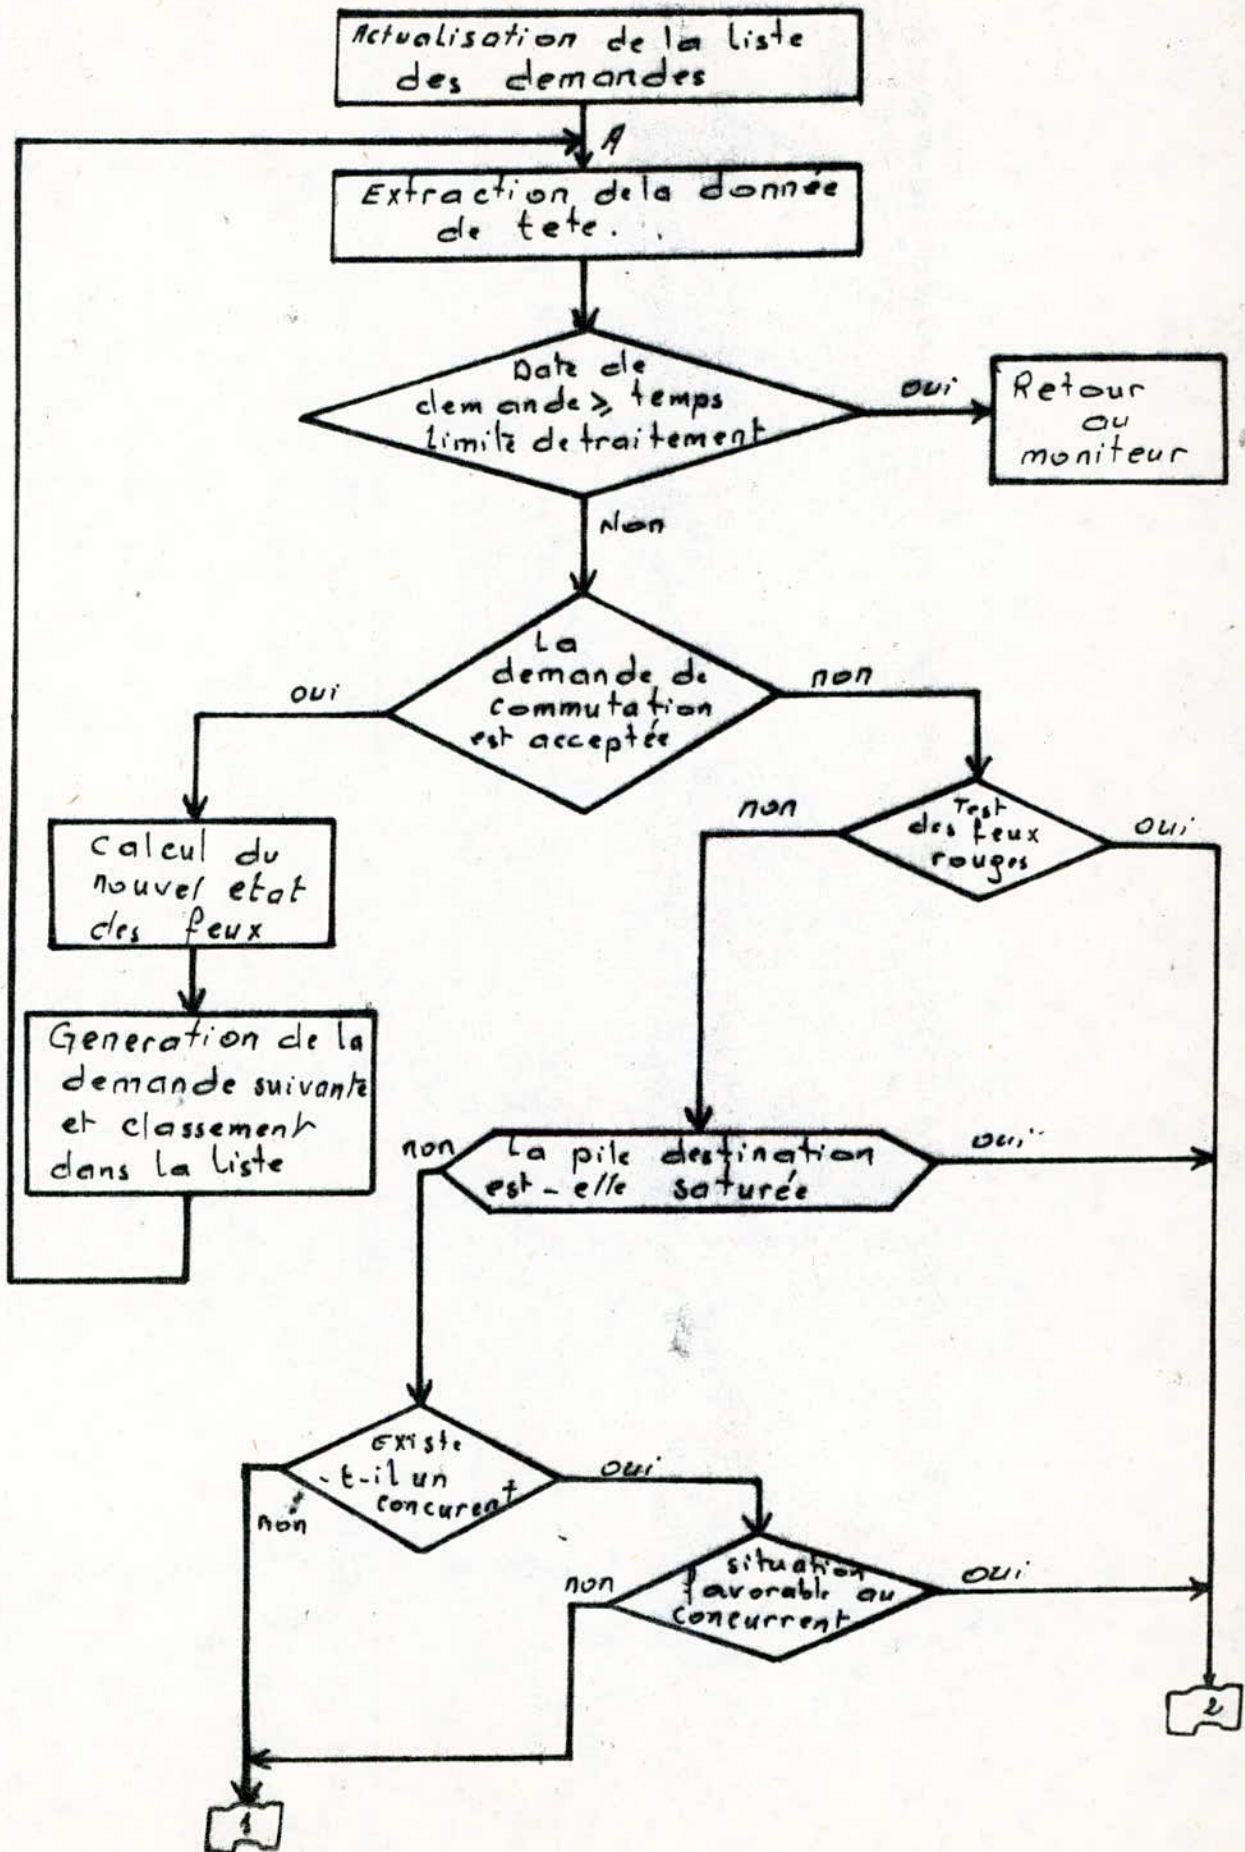 Actualisation de la liste
des demandes
A
Extraction de la donnée
de tete.
Date de
demande ≥ temps
limite de traitement
oui
Retour
au
moniteur
Non
La
demande de
commutation
est acceptée
oui
non
Test
des feux
rouges
non
oui
Calcul du
nouvel etat
des feux
Generation de la
demande suivante
et classement
dans la liste
non
La pile destination
est-elle saturée
oui
Existe
-t-il un
concurent
oui
non
situation
favorable au
concurrent
non
oui
2
1